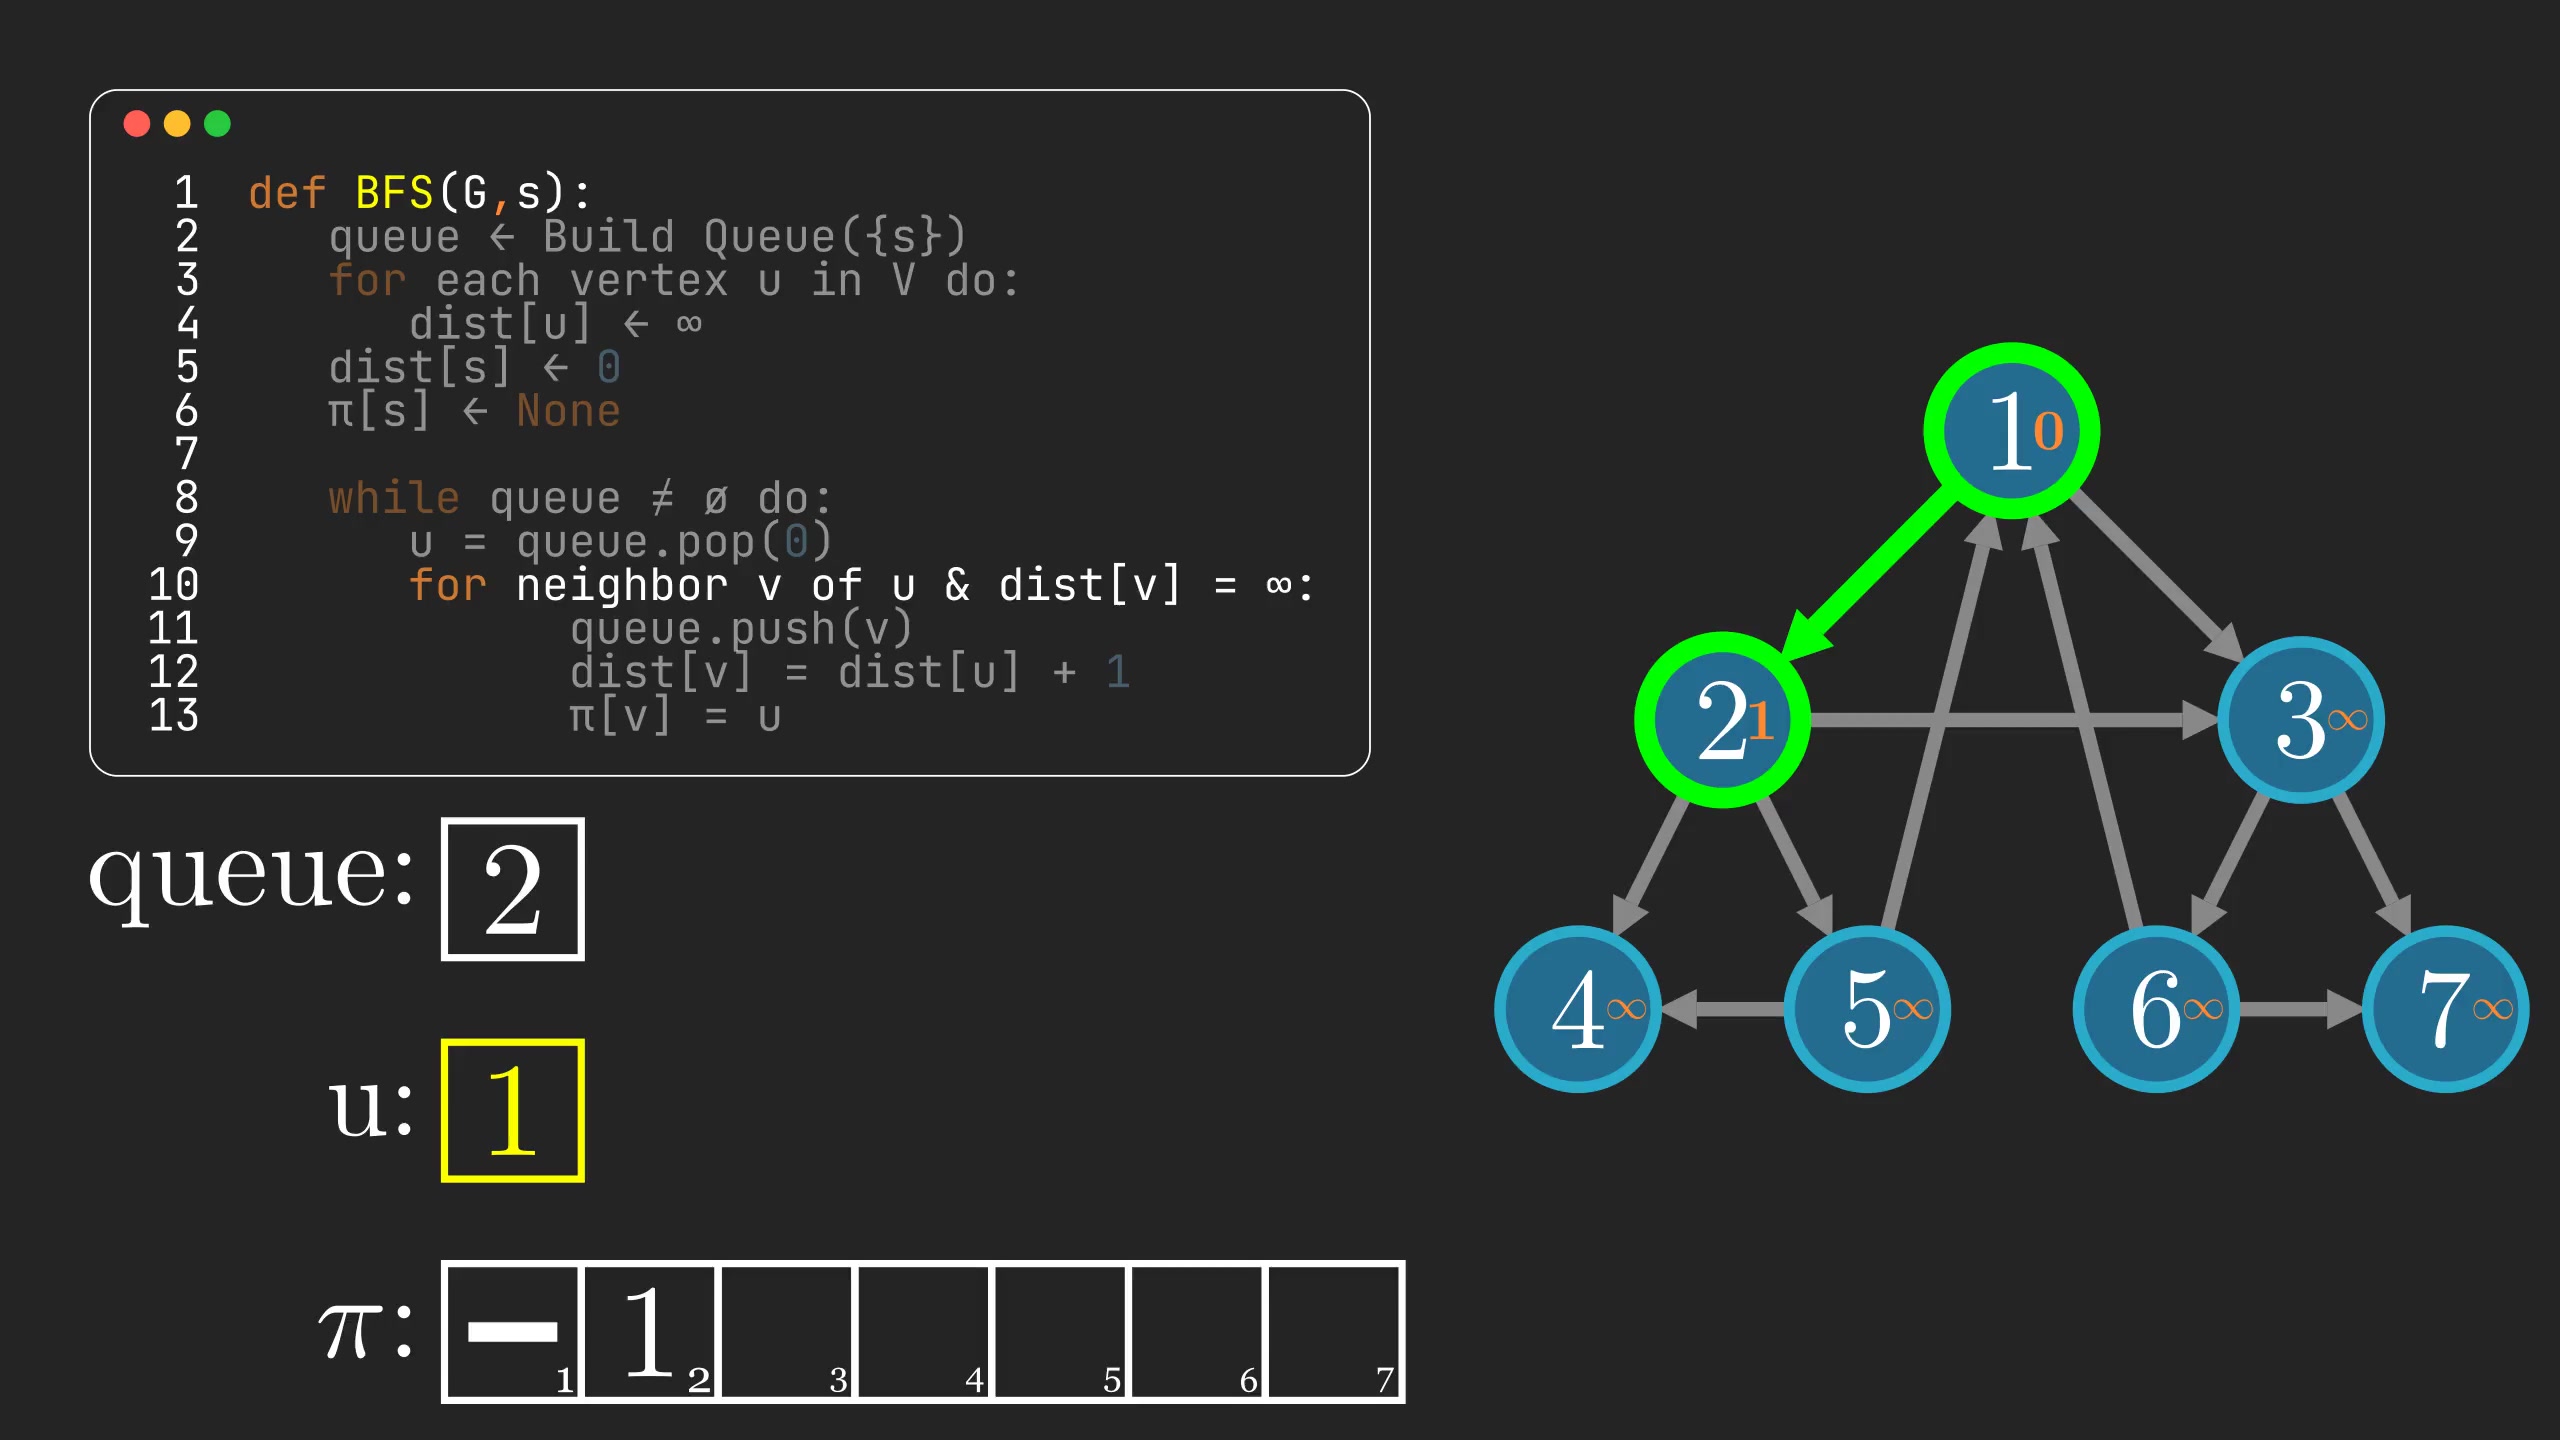 1 def BFS(G,s):
2 queue ← Build Queue({s})
3 for each vertex u in V do:
4 dist[u] ← ∞
5 dist[s] ← 0
6 π[s] ← None
7
8 while queue ≠ ø do:
9 u = queue.pop(0)
10 for neighbor v of u & dist[v] = ∞:
11 queue.push(v)
12 dist[v] = dist[u] + 1
13 π[v] = u
queue: 2
u: 1
π: — 1
1 2 3 4 5 6 7
1 0
2 1
3 ∞
4 ∞
5 ∞
6 ∞
7 ∞